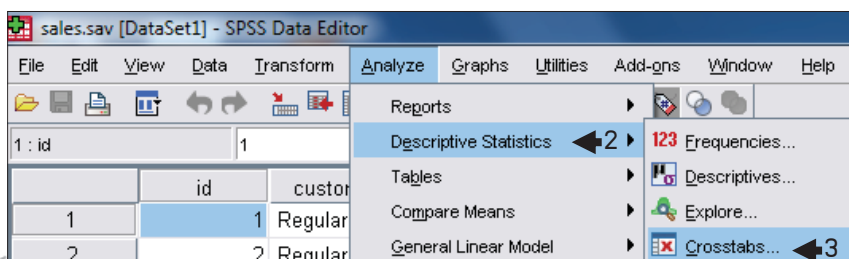 sales.sav [DataSet1] - SPSS Data Editor
File Edit View Data Transform Analyze Graphs Utilities Add-ons Window Help
Reports
1 : id 1 Descriptive Statistics 2 123 Frequencies...
id custor Tables μσ Descriptives...
1 1 Regular Compare Means Explore...
2 2 Regular General Linear Model Crosstabs... 3